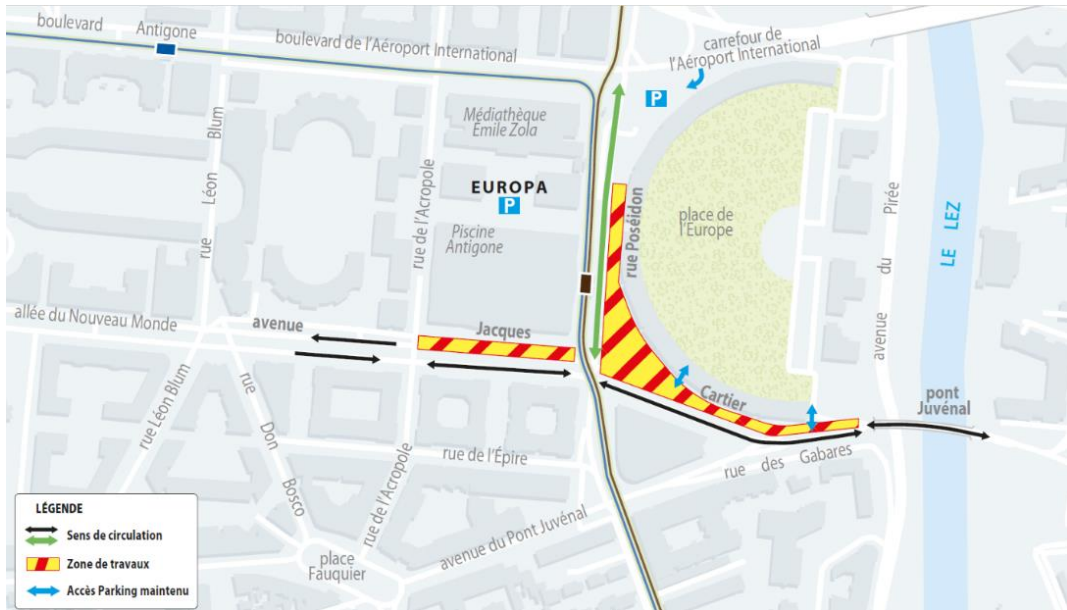 boulevard
Antigone
boulevard de l'Aéroport International
carrefour de
l'Aéroport International
P
Médiathèque
Émile Zola
rue Léon Blum
rue de l'Acropole
EUROPA
P
Piscine
Antigone
rue Poséidon
place de
l'Europe
avenue du Pirée
LE LEZ
allée du Nouveau Monde
avenue
Jacques
Cartier
pont
Juvénal
rue Léon Blum
rue Don Bosco
rue de l'Épire
rue de l'Acropole
rue des Gabares
avenue du Pont Juvénal
place
Fauquier
LÉGENDE
Sens de circulation
Zone de travaux
Accès Parking maintenu